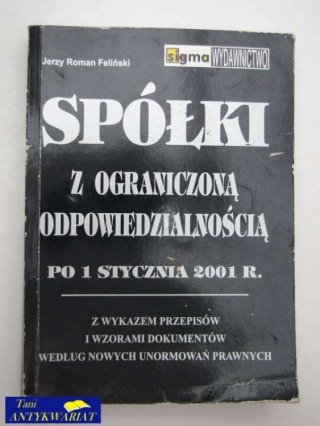 Jerzy Roman Feliński
sigma WYDAWNICTWO
SPÓŁKI
Z OGRANICZONĄ
ODPOWIEDZIALNOŚCIĄ
PO 1 STYCZNIA 2001 R.
Z WYKAZEM PRZEPISÓW
I WZORAMI DOKUMENTÓW
WEDŁUG NOWYCH UNORMOWAŃ PRAWNYCH
Tani
ANTYKWARIAT